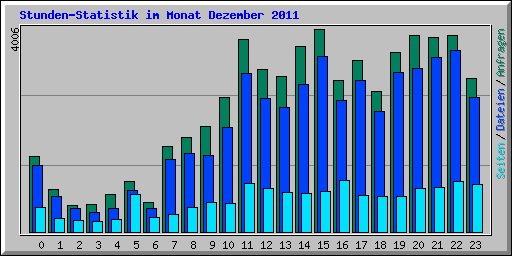 Stunden-Statistik im Monat Dezember 2011
4006
Seiten / Dateien / Anfragen
0 1 2 3 4 5 6 7 8 9 10 11 12 13 14 15 16 17 18 19 20 21 22 23